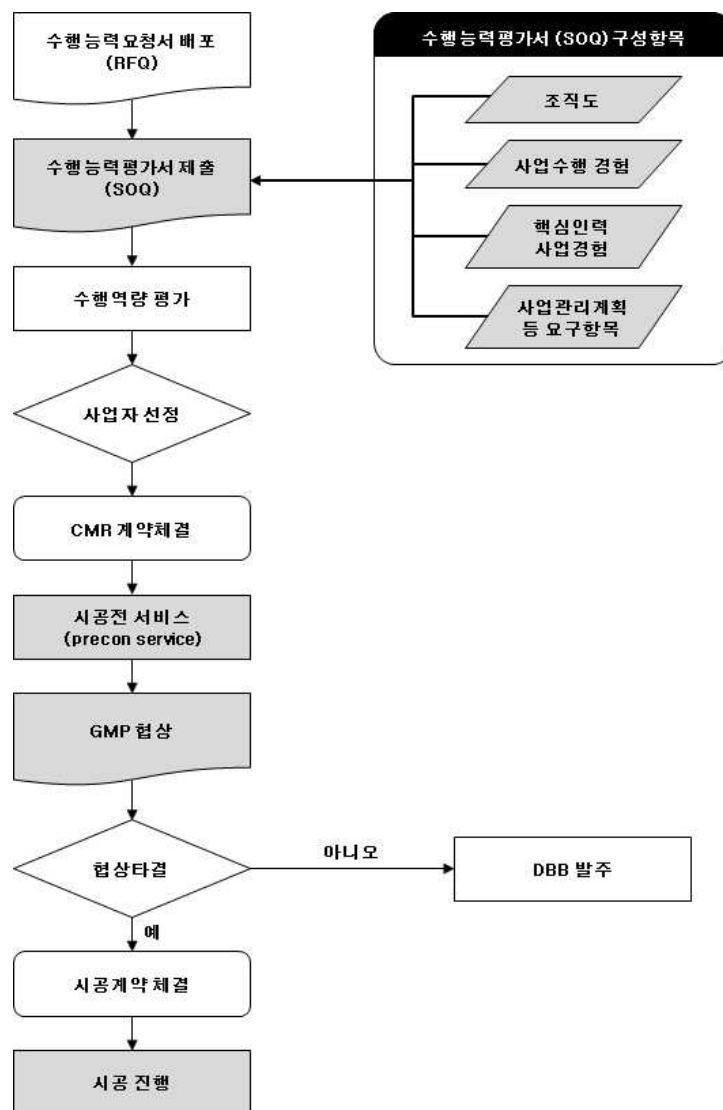 수행능력요청서 배포
(RFQ)
수행능력평가서 (SOQ) 구성항목
조직도
수행능력평가서 제출
(SOQ)
사업수행 경험
핵심인력
사업경험
수행역량 평가
사업관리계획
등 요구항목
사업자 선정
CMR 계약체결
시공전 서비스
(precon service)
GMP 협상
협상타결
아니오
DBB 발주
예
시공계약 체결
시공 진행